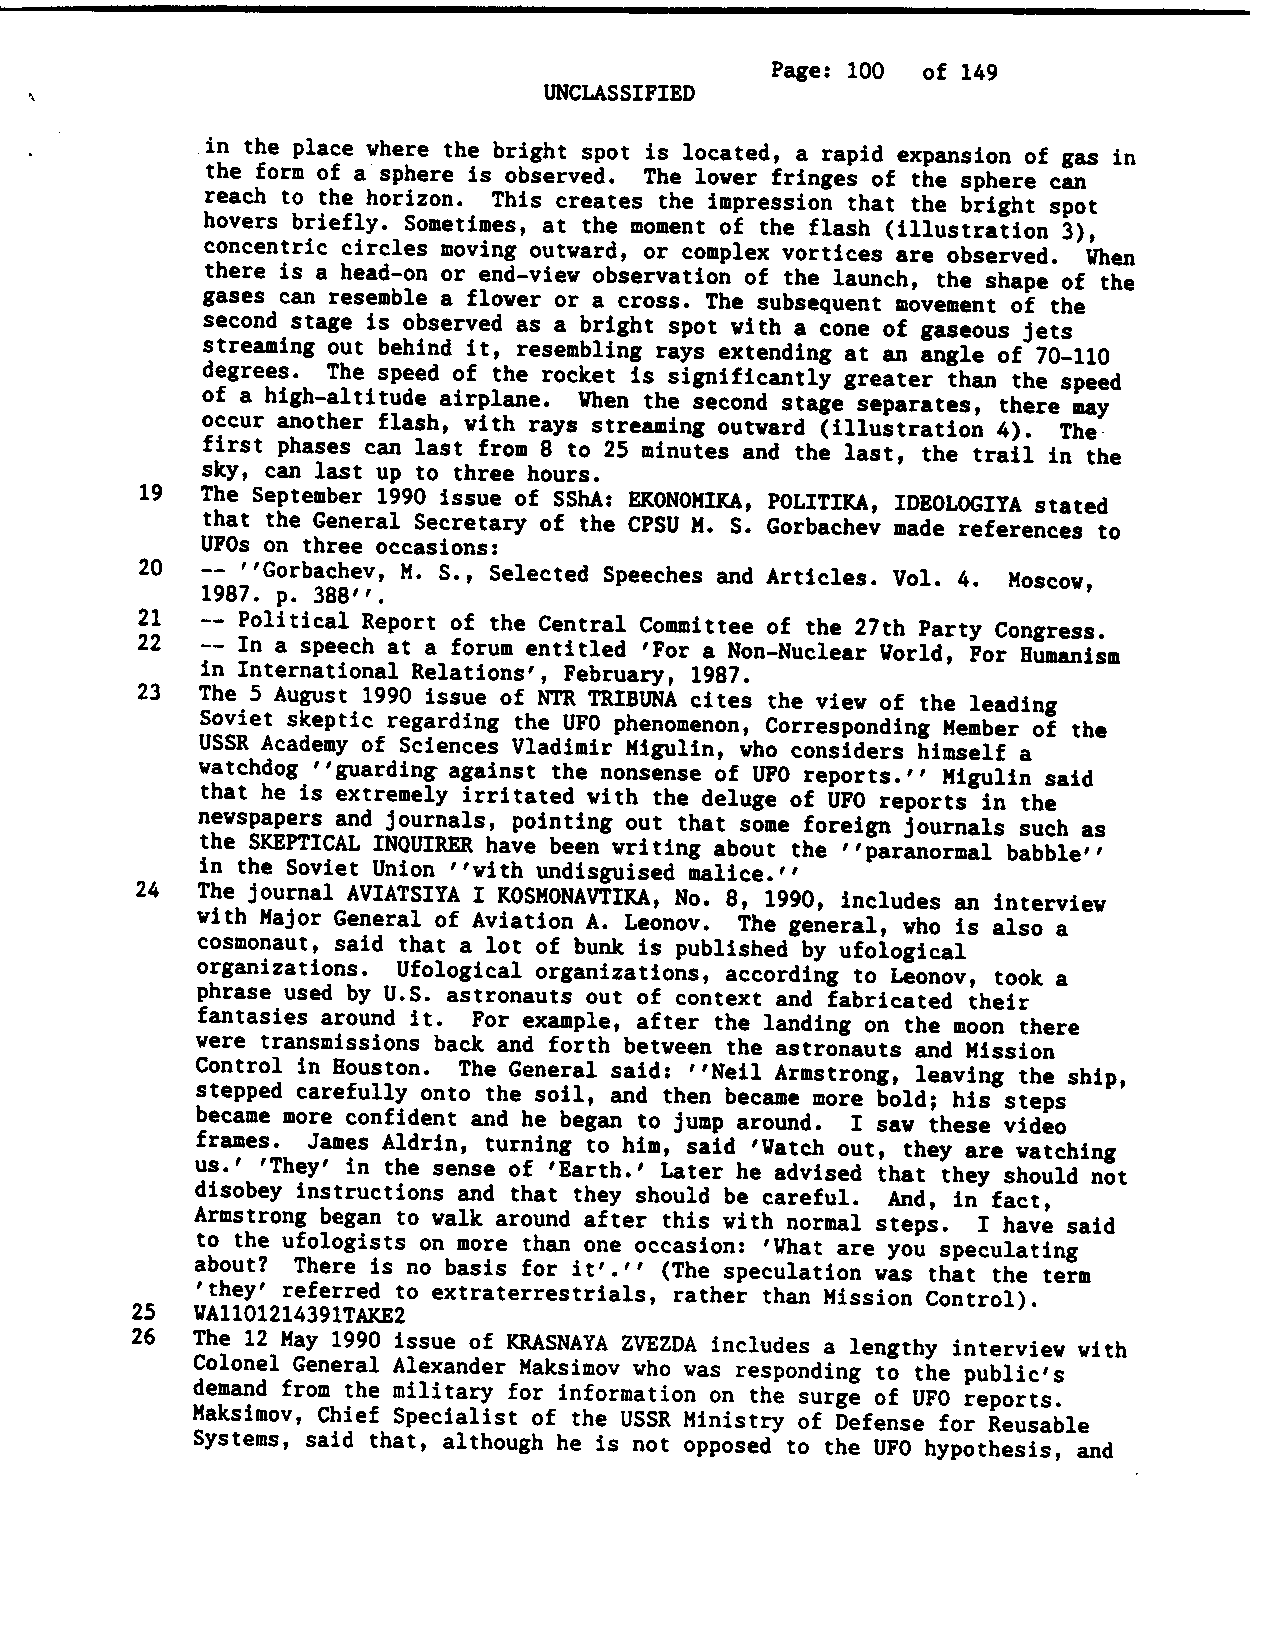 Page: 100 of 149
UNCLASSIFIED
in the place where the bright spot is located, a rapid expansion of gas in
the form of a sphere is observed. The lower fringes of the sphere can
reach to the horizon. This creates the impression that the bright spot
hovers briefly. Sometimes, at the moment of the flash (illustration 3),
concentric circles moving outward, or complex vortices are observed. When
there is a head-on or end-view observation of the launch, the shape of the
gases can resemble a flower or a cross. The subsequent movement of the
second stage is observed as a bright spot with a cone of gaseous jets
streaming out behind it, resembling rays extending at an angle of 70-110
degrees. The speed of the rocket is significantly greater than the speed
of a high-altitude airplane. When the second stage separates, there may
occur another flash, with rays streaming outward (illustration 4). The
first phases can last from 8 to 25 minutes and the last, the trail in the
sky, can last up to three hours.
19 The September 1990 issue of SShA: EKONOMIKA, POLITIKA, IDEOLOGIYA stated
that the General Secretary of the CPSU M. S. Gorbachev made references to
UFOs on three occasions:
20 -- ''Gorbachev, M. S., Selected Speeches and Articles. Vol. 4. Moscow,
1987. p. 388''.
21 -- Political Report of the Central Committee of the 27th Party Congress.
22 -- In a speech at a forum entitled 'For a Non-Nuclear World, For Humanism
in International Relations', February, 1987.
23 The 5 August 1990 issue of NTR TRIBUNA cites the view of the leading
Soviet skeptic regarding the UFO phenomenon, Corresponding Member of the
USSR Academy of Sciences Vladimir Migulin, who considers himself a
watchdog ''guarding against the nonsense of UFO reports.'' Migulin said
that he is extremely irritated with the deluge of UFO reports in the
newspapers and journals, pointing out that some foreign journals such as
the SKEPTICAL INQUIRER have been writing about the ''paranormal babble''
in the Soviet Union ''with undisguised malice.''
24 The journal AVIATSIYA I KOSMONAVTIKA, No. 8, 1990, includes an interview
with Major General of Aviation A. Leonov. The general, who is also a
cosmonaut, said that a lot of bunk is published by ufological
organizations. Ufological organizations, according to Leonov, took a
phrase used by U.S. astronauts out of context and fabricated their
fantasies around it. For example, after the landing on the moon there
were transmissions back and forth between the astronauts and Mission
Control in Houston. The General said: ''Neil Armstrong, leaving the ship,
stepped carefully onto the soil, and then became more bold; his steps
became more confident and he began to jump around. I saw these video
frames. James Aldrin, turning to him, said 'Watch out, they are watching
us.' 'They' in the sense of 'Earth.' Later he advised that they should not
disobey instructions and that they should be careful. And, in fact,
Armstrong began to walk around after this with normal steps. I have said
to the ufologists on more than one occasion: 'What are you speculating
about? There is no basis for it'.'' (The speculation was that the term
'they' referred to extraterrestrials, rather than Mission Control).
25 WA1101214391TAKE2
26 The 12 May 1990 issue of KRASNAYA ZVEZDA includes a lengthy interview with
Colonel General Alexander Maksimov who was responding to the public's
demand from the military for information on the surge of UFO reports.
Maksimov, Chief Specialist of the USSR Ministry of Defense for Reusable
Systems, said that, although he is not opposed to the UFO hypothesis, and